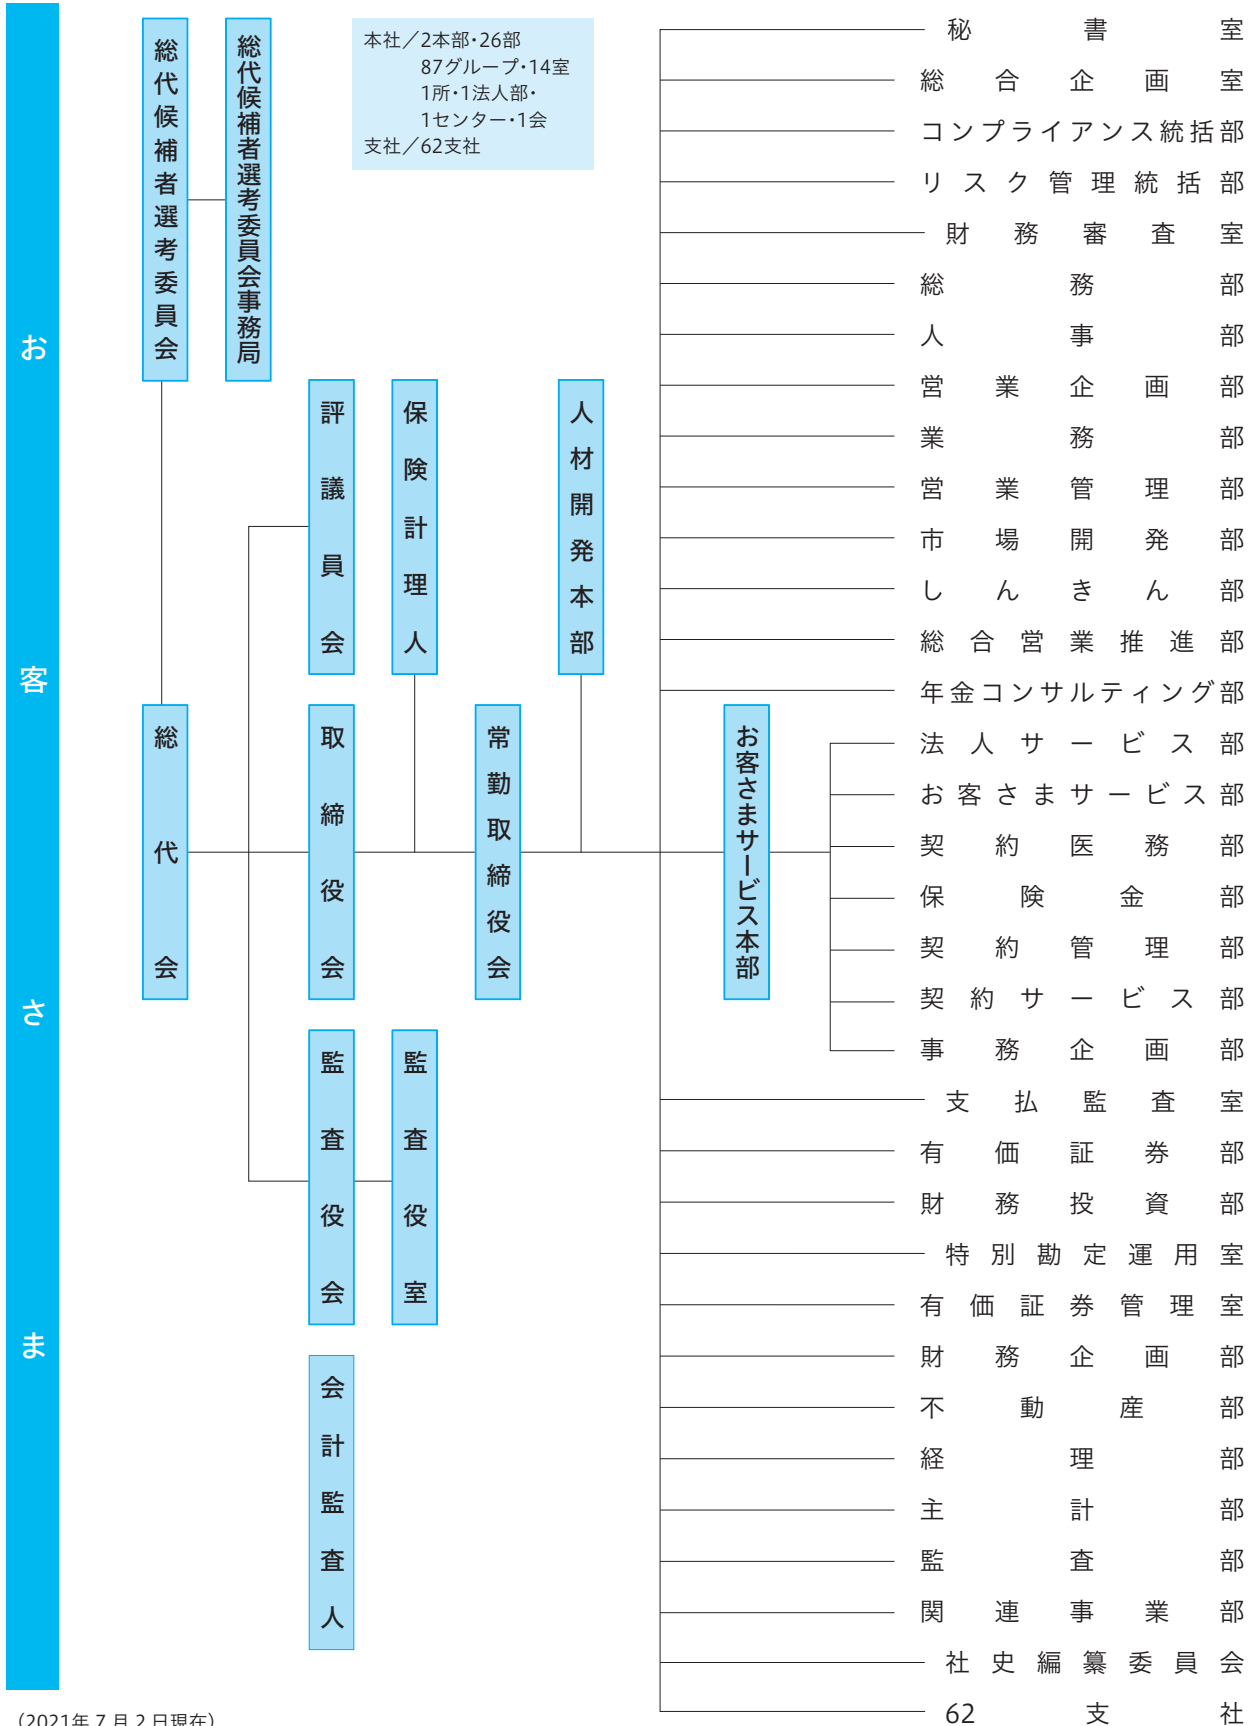 お客さま
総代候補者選考委員会
総代候補者選考委員会事務局
本社／2本部・26部
87グループ・14室
1所・1法人部・
1センター・1会
支社／62支社
総代会
評議員会
保険計理人
人材開発本部
取締役会
常勤取締役会
お客さまサービス本部
監査役会
監査役室
会計監査人
秘書室
総合企画室
コンプライアンス統括部
リスク管理統括部
財務審査室
総務部
人事部
営業企画部
業務部
営業管理部
市場開発部
しんきん部
総合営業推進部
年金コンサルティング部
法人サービス部
お客さまサービス部
契約医務部
保険金部
契約管理部
契約サービス部
事務企画部
支払監査室
有価証券部
財務投資部
特別勘定運用室
有価証券管理室
財務企画部
不動産部
経理部
主計部
監査部
関連事業部
社史編纂委員会
62支社
（2021年7月2日現在）